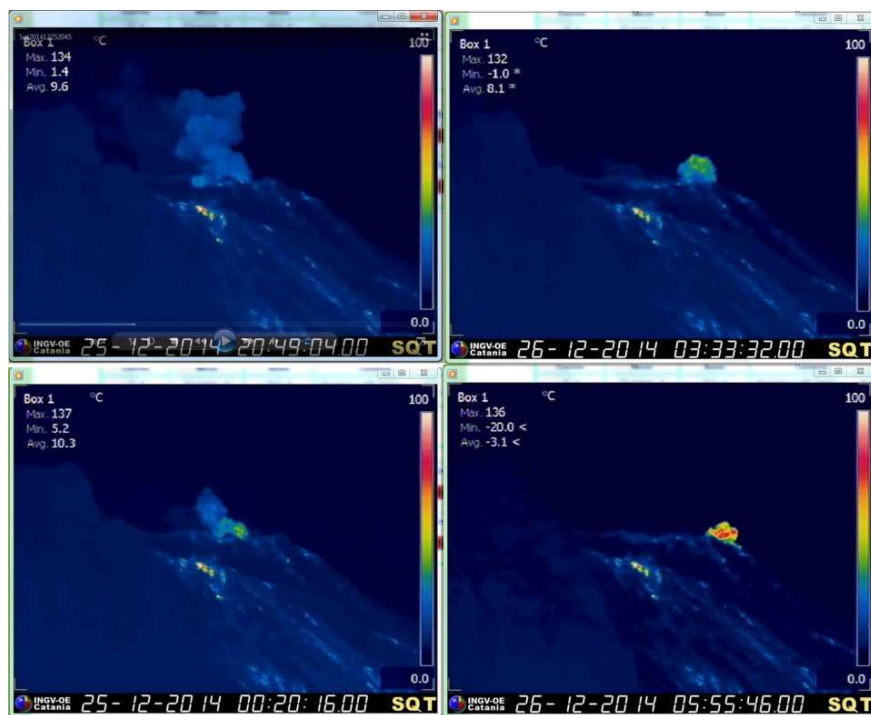 Box 1 °C 100
Max. 134
Min. 1.4
Avg. 9.6
0.0
INGV-OE
Catania 25-12-2014 20:49:04.00 SQT
Box 1 °C 100
Max. 132
Min. -1.0 *
Avg. 8.1 *
0.0
INGV-OE
Catania 26-12-2014 03:33:32.00 SQT
Box 1 °C 100
Max. 137
Min. 5.2
Avg. 10.3
0.0
INGV-OE
Catania 25-12-2014 00:20:16.00 SQT
Box 1 °C 100
Max. 136
Min. -20.0 <
Avg. -3.1 <
0.0
INGV-OE
Catania 26-12-2014 05:55:46.00 SQT